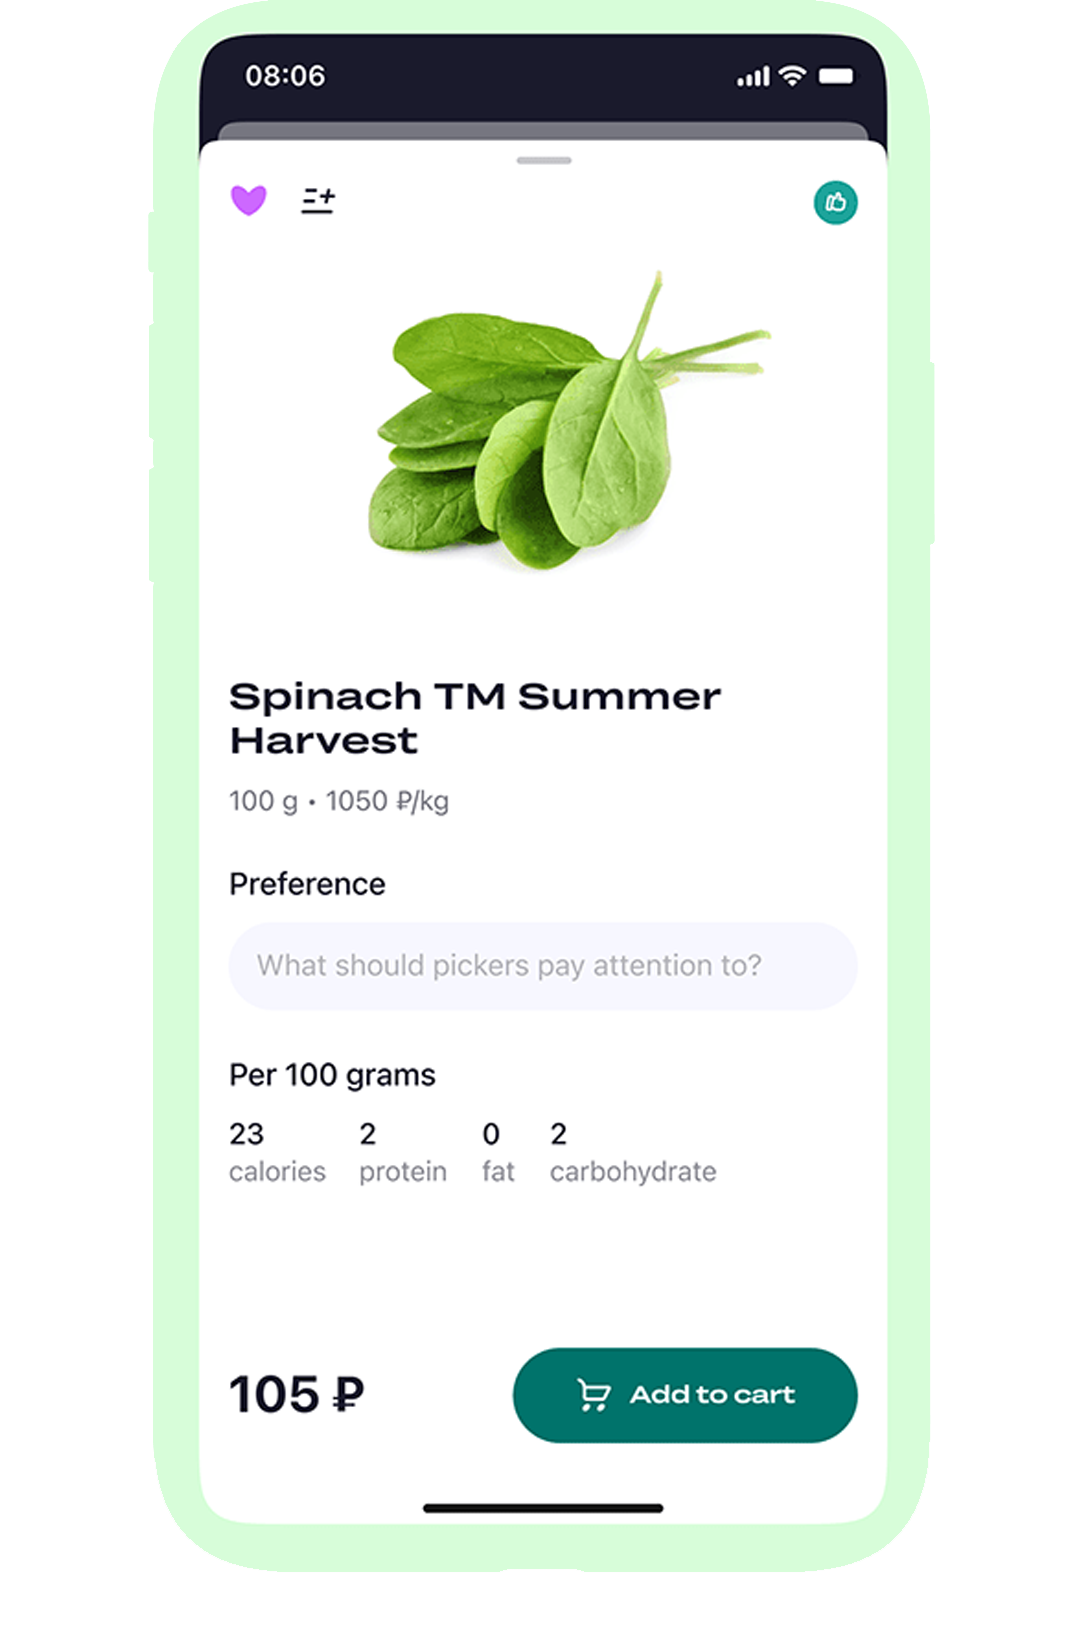 08:06
Spinach TM Summer
Harvest
100 g • 1050 ₽/kg
Preference
What should pickers pay attention to?
Per 100 grams
23 2 0 2
calories protein fat carbohydrate
105 ₽ Add to cart